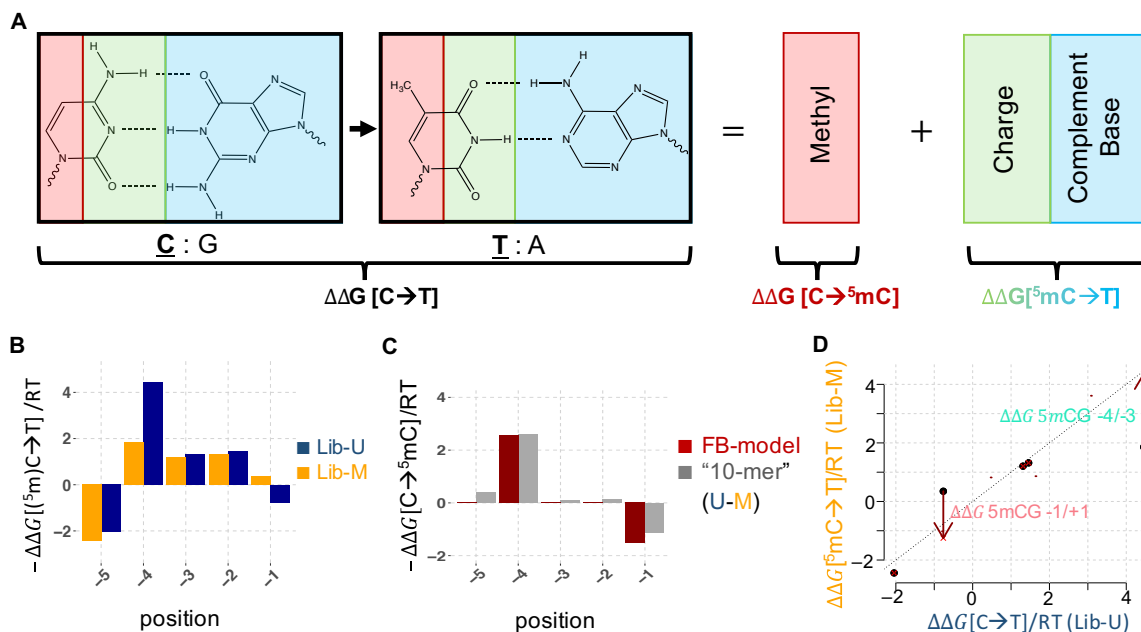 A
H
N H O N
N H N N
N O H N N
H
H₃C O H N H
N H N N
N O N N
=
Methyl
+
Charge
Complement
Base
C : G
T : A
ΔΔG [C→T]
ΔΔG [C→⁵mC]
ΔΔG[⁵mC→T]
B
−ΔΔG[(⁵m)C→T] /RT
4
2
0
−2
-5 -4 -3 -2 -1
position
Lib-U
Lib-M
C
−ΔΔG[C→⁵mC]/RT
4
2
0
−2
-5 -4 -3 -2 -1
position
FB-model
“10-mer”
(U-M)
D
ΔΔG[⁵mC→T]/RT (Lib-M)
4
3
2
1
0
−2
ΔΔG 5mCG -4/-3
ΔΔG 5mCG -1/+1
−2 0 2 4
ΔΔG[C→T]/RT (Lib-U)